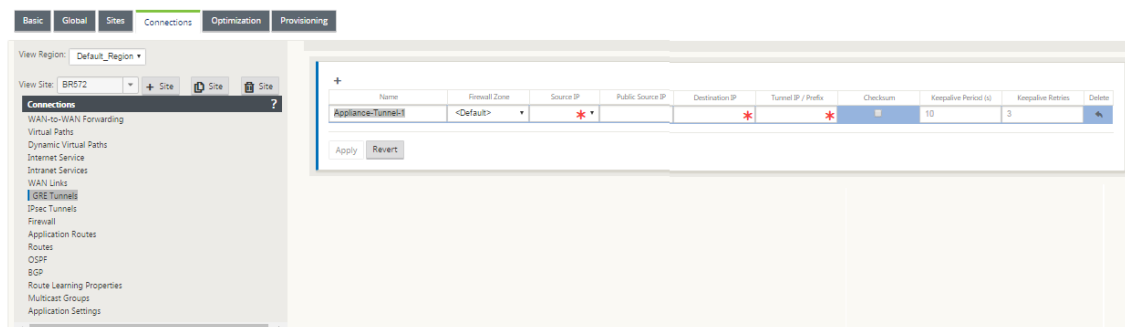 Basic Global Sites Connections Optimization Provisioning
View Region: Default_Region
View Site: BR572 + Site Site Site
Connections ?
WAN-to-WAN Forwarding
Virtual Paths
Dynamic Virtual Paths
Internet Service
Intranet Services
WAN Links
GRE Tunnels
IPsec Tunnels
Firewall
Application Routes
Routes
OSPF
BGP
Route Learning Properties
Multicast Groups
Application Settings
+
Name Firewall Zone Source IP Public Source IP Destination IP Tunnel IP / Prefix Checksum Keepalive Period (s) Keepalive Retries Delete
Appliance-Tunnel-1 <Default> * * * 10 3
Apply Revert